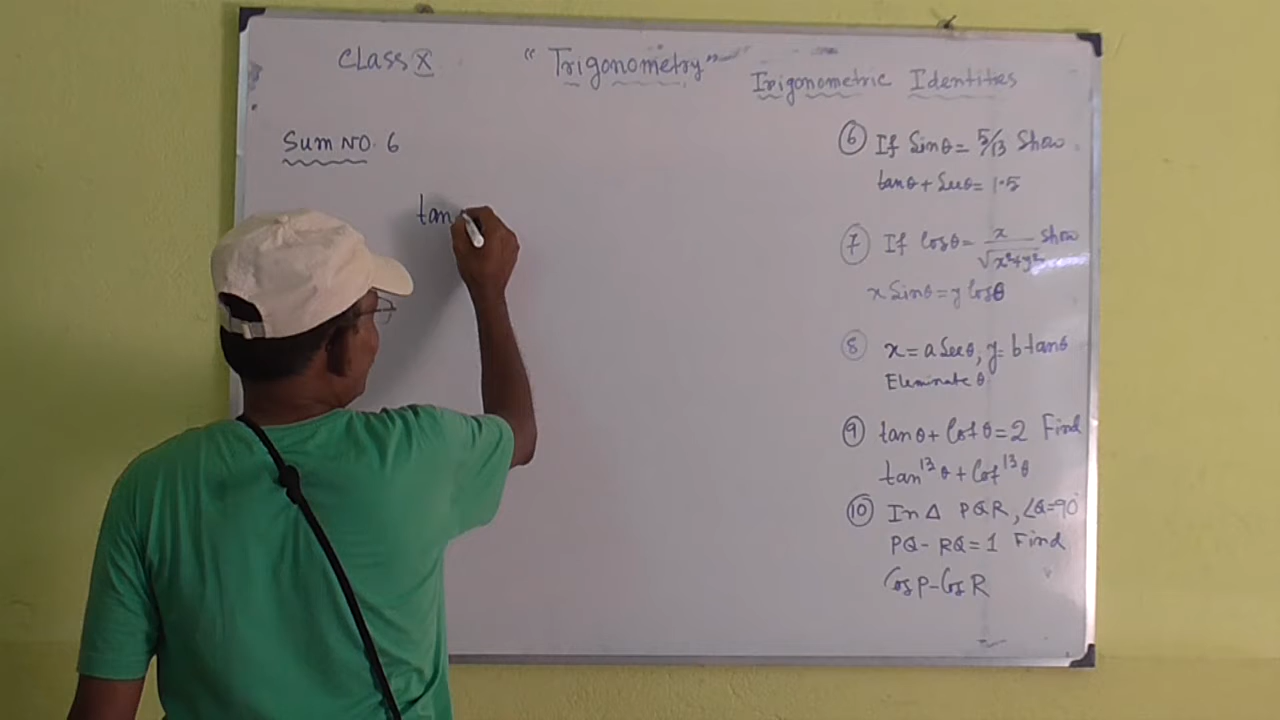 Class X
"Trigonometry"
Trigonometric Identities
Sum NO. 6
tan
⑥ If Sinθ= 5/13 Show
tanθ + Secθ = 1.5
⑦ If Cosθ= x/√x²+y² Show
x Sinθ = y Cosθ
⑧ x = a Secθ, y = b tanθ
Eleminate θ
⑨ tanθ + Cotθ = 2 Find
tan¹³θ + Cot¹³θ
⑩ In Δ PQR, ∠Q=90°
PQ - RQ = 1 Find
Cos P - Cos R